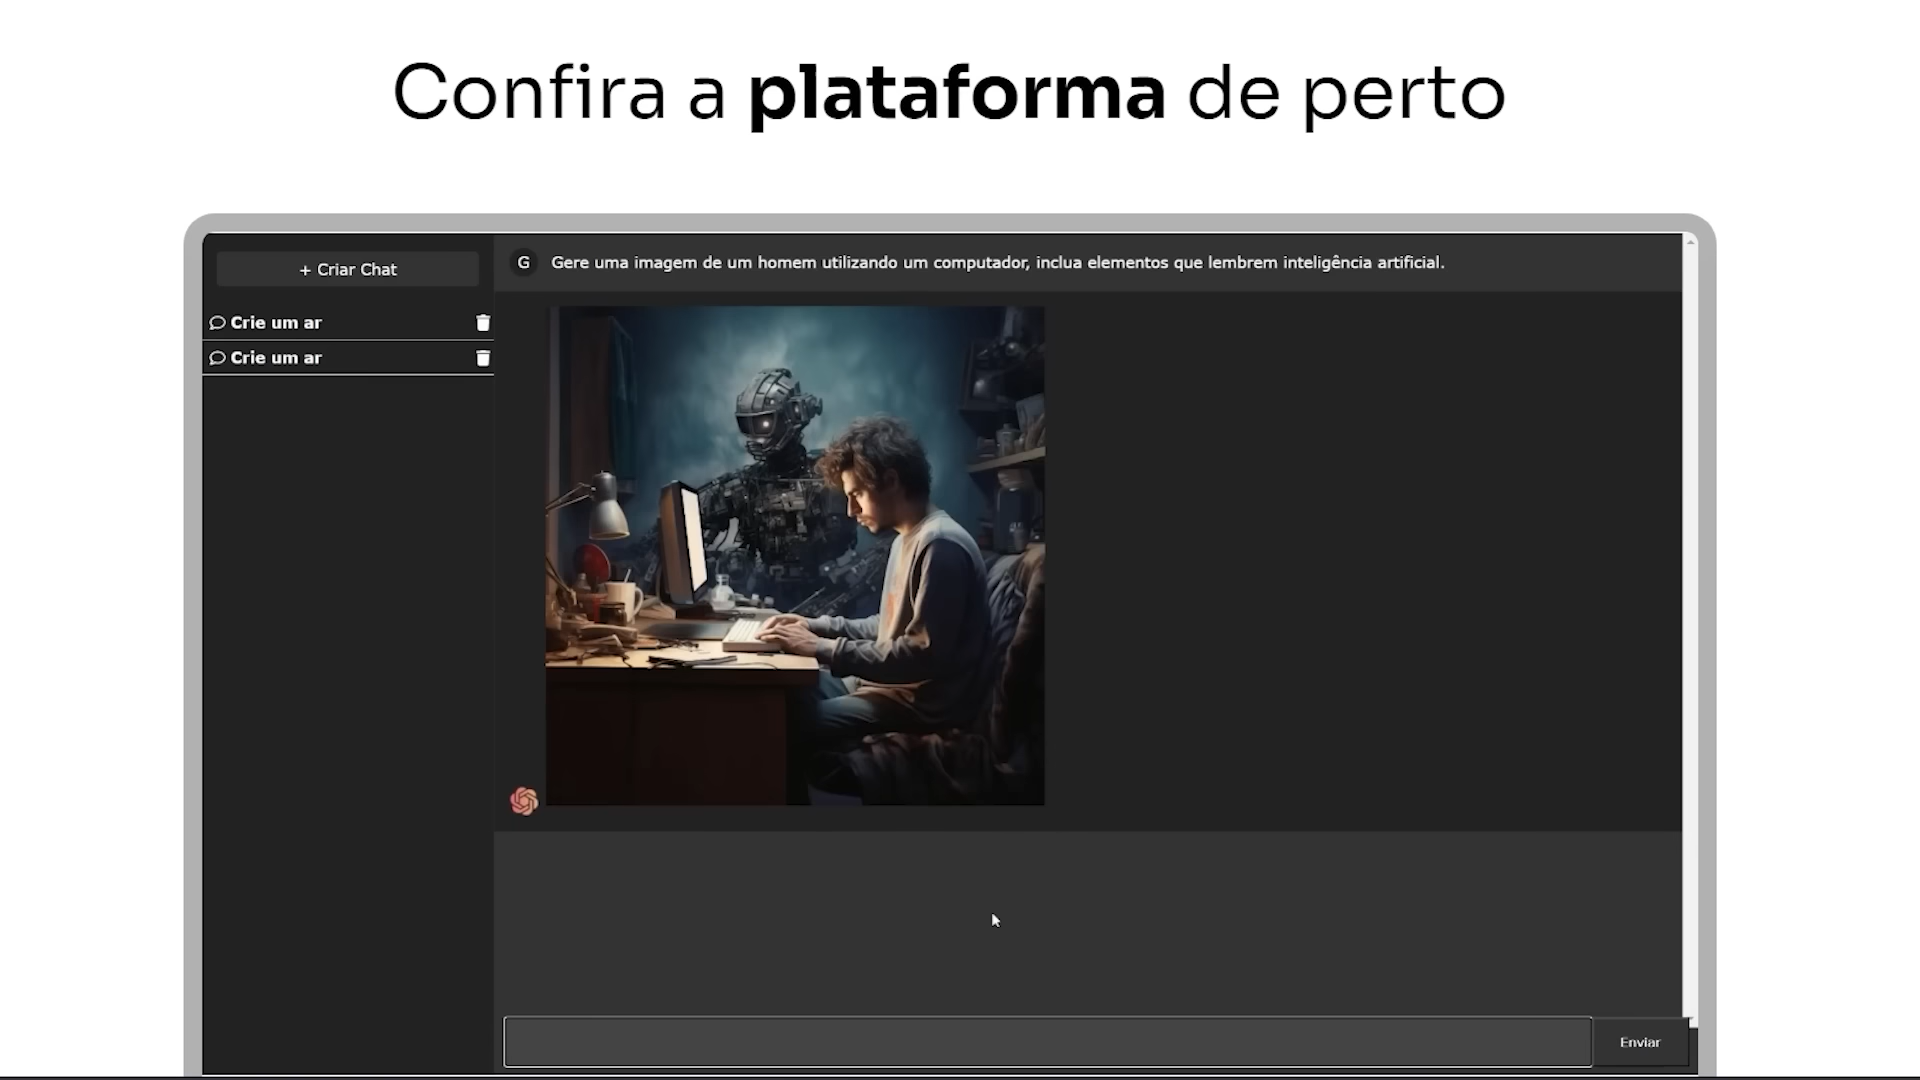 Confira a plataforma de perto
+ Criar Chat
Crie um ar
Crie um ar
G Gere uma imagem de um homem utilizando um computador, inclua elementos que lembrem inteligência artificial.
Enviar